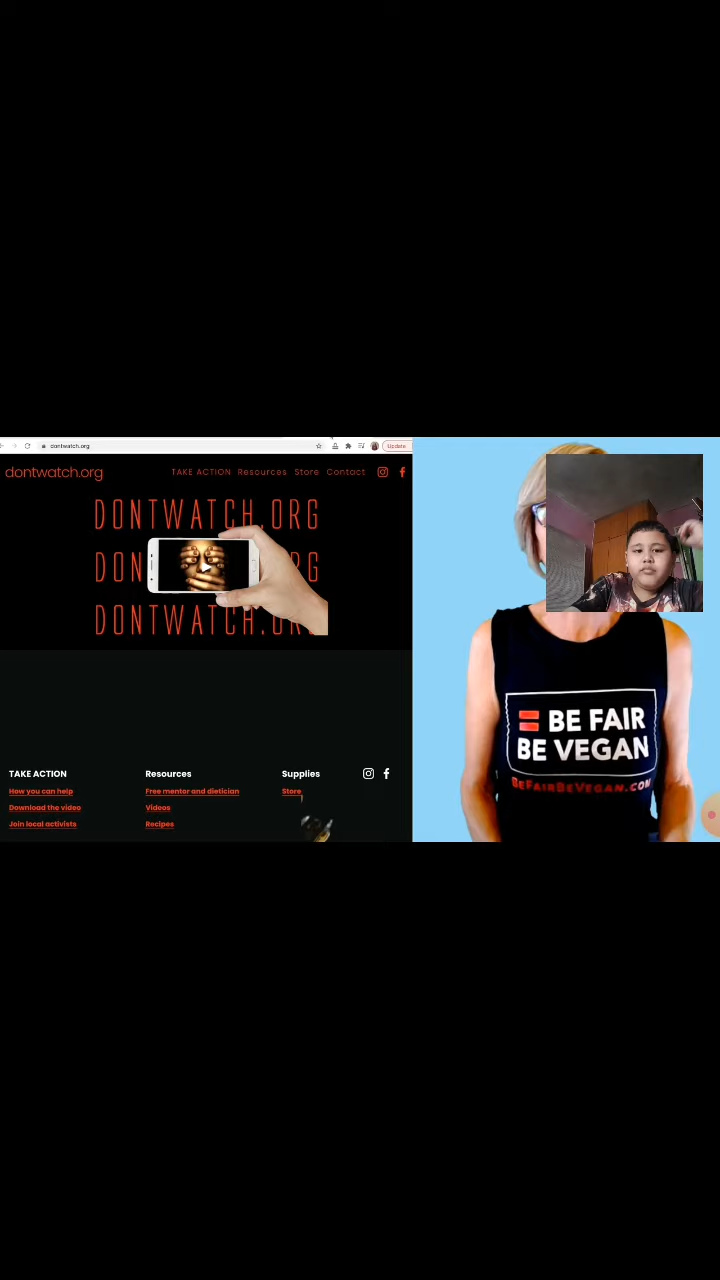 dontwatch.org
Update
dontwatch.org
TAKE ACTION Resources Store Contact
DONTWATCH.ORG
DON RG
DONTWATCH.ORG
TAKE ACTION
How you can help
Download the video
Join local activists
Resources
Free mentor and dietician
Videos
Recipes
Supplies
Store
= BE FAIR
BE VEGAN
BEFAIRBEVEGAN.COM